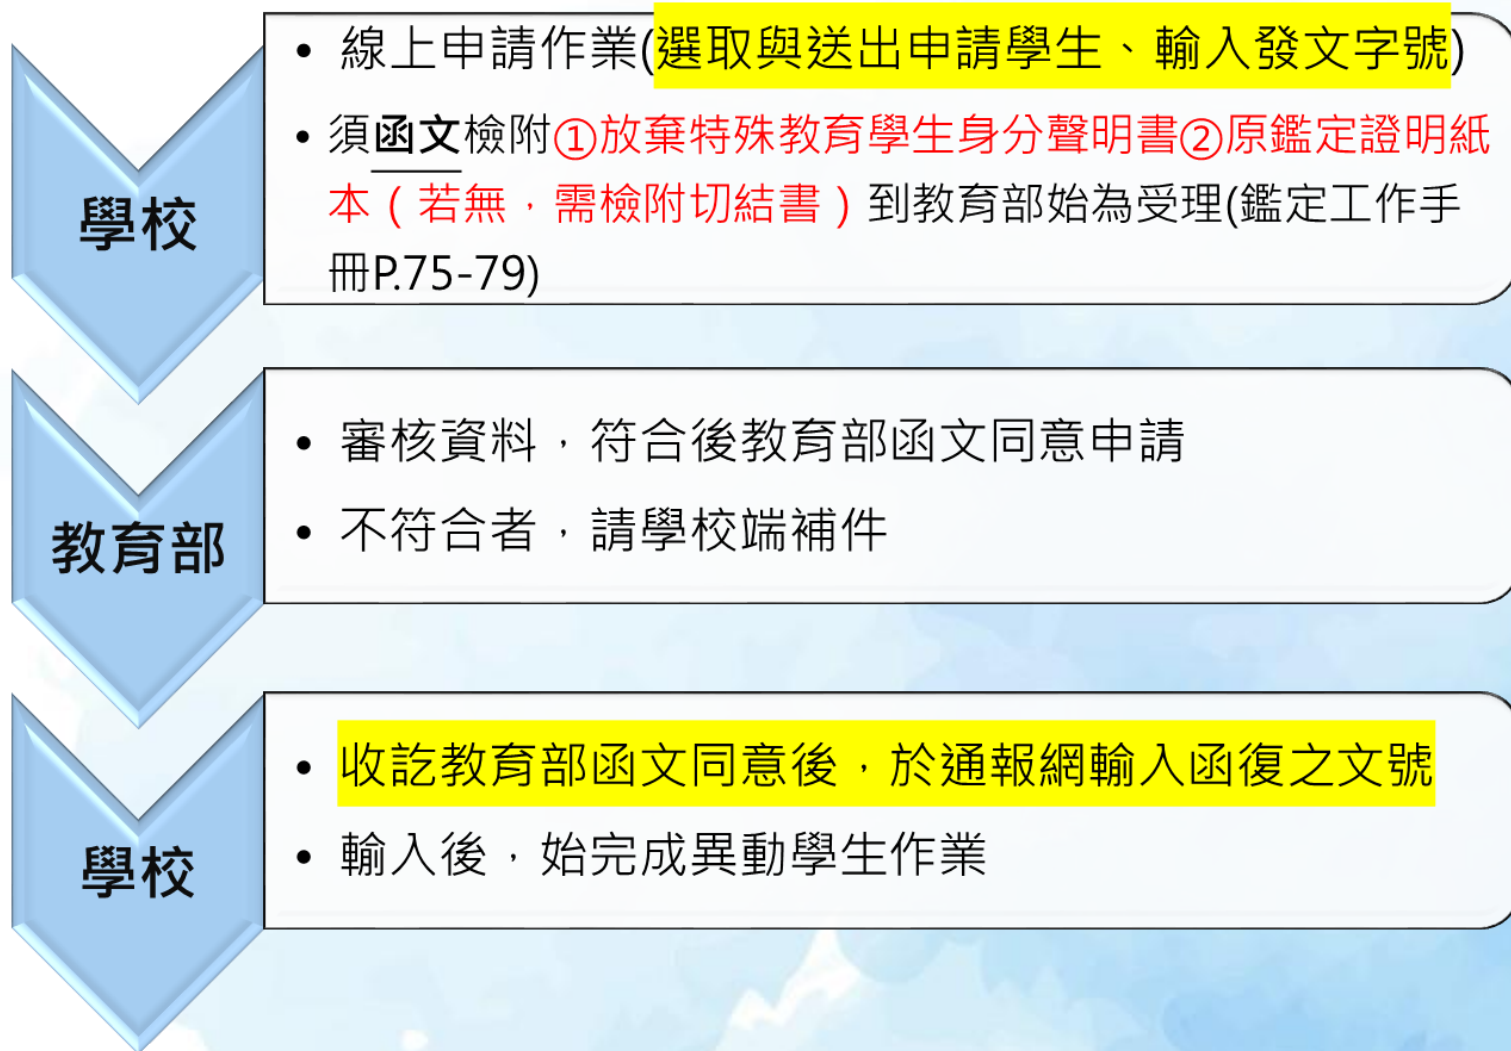 學校
• 線上申請作業(選取與送出申請學生、輸入發文字號)
• 須函文檢附①放棄特殊教育學生身分聲明書②原鑑定證明紙
本（若無，需檢附切結書）到教育部始為受理(鑑定工作手
冊P.75-79)
教育部
• 審核資料，符合後教育部函文同意申請
• 不符合者，請學校端補件
學校
• 收訖教育部函文同意後，於通報網輸入函復之文號
• 輸入後，始完成異動學生作業